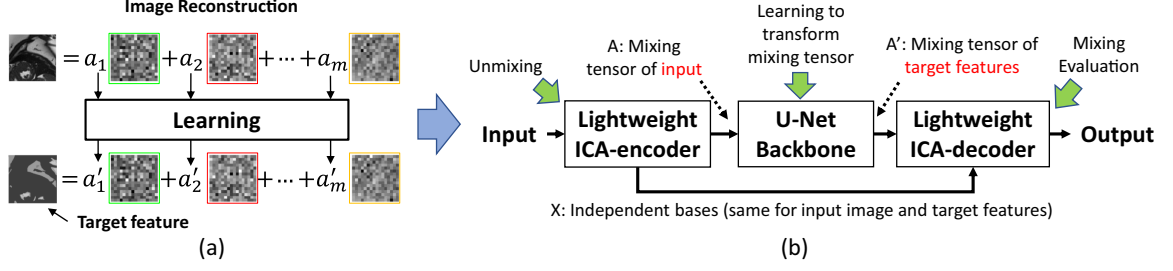 Image Reconstruction
= a₁ + a₂ + ⋯ + aₘ
Learning
= a′₁ + a′₂ + ⋯ + a′ₘ
Target feature
(a)
Unmixing
A: Mixing
tensor of input
Learning to
transform
mixing tensor
A’: Mixing tensor of
target features
Mixing
Evaluation
Input
Lightweight
ICA-encoder
U-Net
Backbone
Lightweight
ICA-decoder
Output
X: Independent bases (same for input image and target features)
(b)